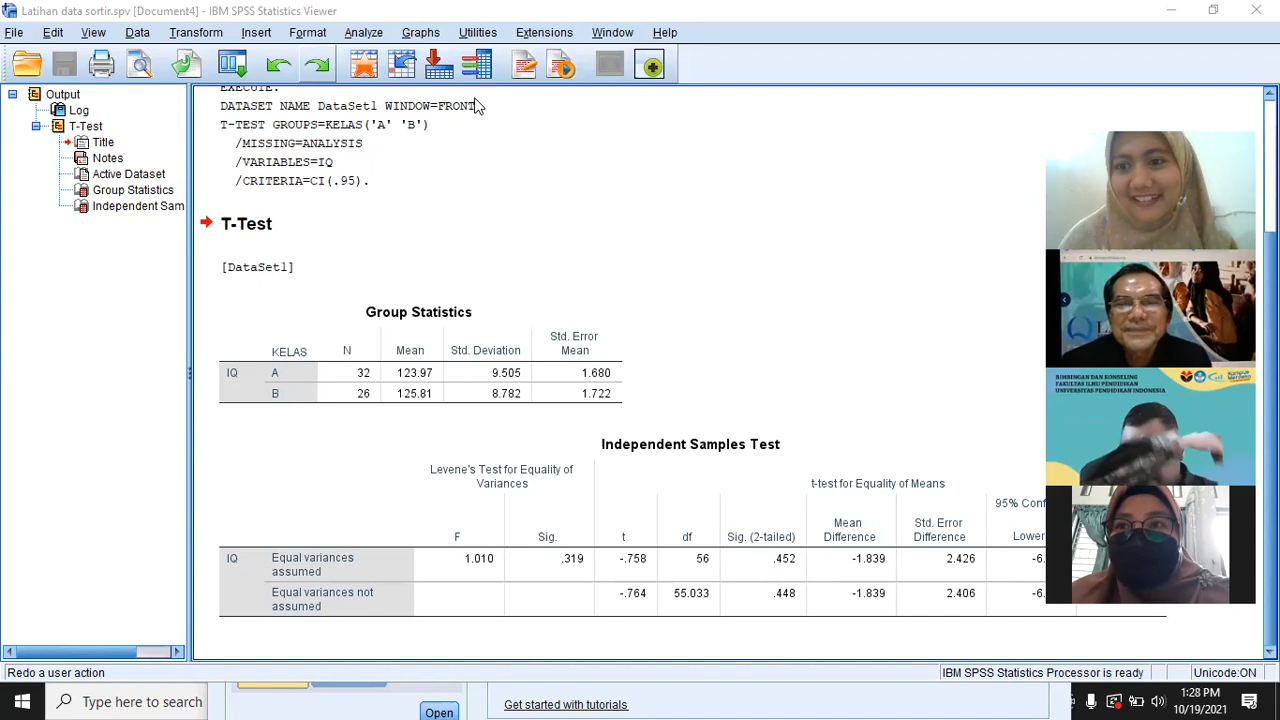 Latihan data sortir.spv [Document4] - IBM SPSS Statistics Viewer
File Edit View Data Transform Insert Format Analyze Graphs Utilities Extensions Window Help
Output
Log
T-Test
Title
Notes
Active Dataset
Group Statistics
Independent Sam
EXECUTE.
DATASET NAME DataSet1 WINDOW=FRONT
T-TEST GROUPS=KELAS('A' 'B')
/MISSING=ANALYSIS
/VARIABLES=IQ
/CRITERIA=CI(.95).
T-Test
[DataSet1]
Group Statistics
KELAS N Mean Std. Deviation Std. Error Mean
IQ A 32 123.97 9.505 1.680
B 26 125.81 8.782 1.722
Independent Samples Test
Levene's Test for Equality of Variances
t-test for Equality of Means
95% Conf
F Sig. t df Sig. (2-tailed) Mean Difference Std. Error Difference Lower
IQ Equal variances assumed 1.010 .319 -.758 56 .452 -1.839 2.426 -6.
Equal variances not assumed -.764 55.033 .448 -1.839 2.406 -6.
BIMBINGAN DAN KONSELING
FAKULTAS ILMU PENDIDIKAN
UNIVERSITAS PENDIDIKAN INDONESIA
Redo a user action
IBM SPSS Statistics Processor is ready
Unicode:ON
Open
Get started with tutorials
Type here to search
1:28 PM
10/19/2021